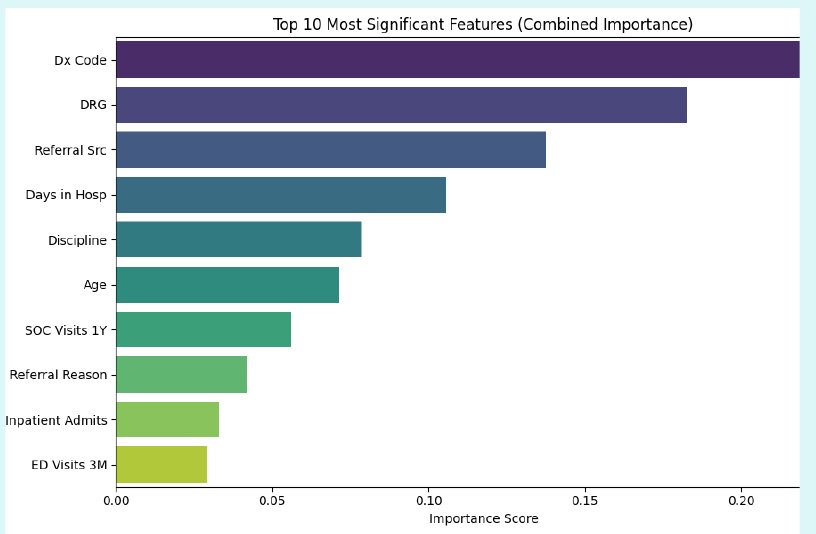 Top 10 Most Significant Features (Combined Importance)
Dx Code
DRG
Referral Src
Days in Hosp
Discipline
Age
SOC Visits 1Y
Referral Reason
Inpatient Admits
ED Visits 3M
0.00 0.05 0.10 0.15 0.20
Importance Score